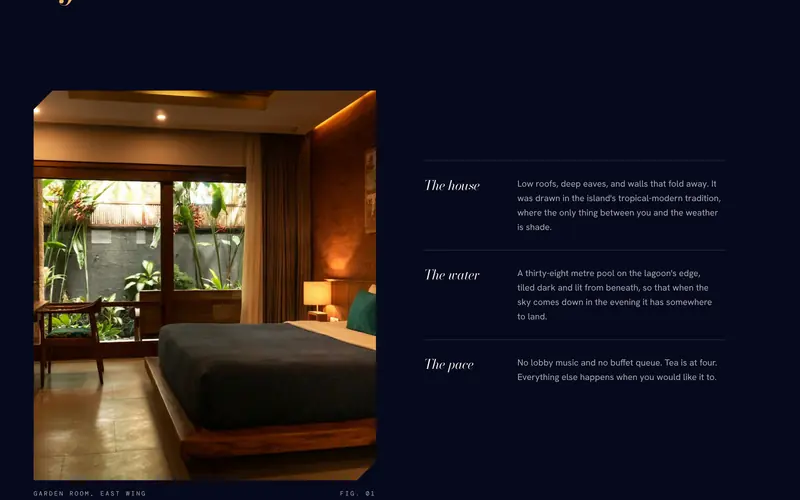 The house
Low roofs, deep eaves, and walls that fold away. It
was drawn in the island's tropical-modern tradition,
where the only thing between you and the weather
is shade.
The water
A thirty-eight metre pool on the lagoon's edge,
tiled dark and lit from beneath, so that when the
sky comes down in the evening it has somewhere
to land.
The pace
No lobby music and no buffet queue. Tea is at four.
Everything else happens when you would like it to.
GARDEN ROOM, EAST WING
FIG. 01